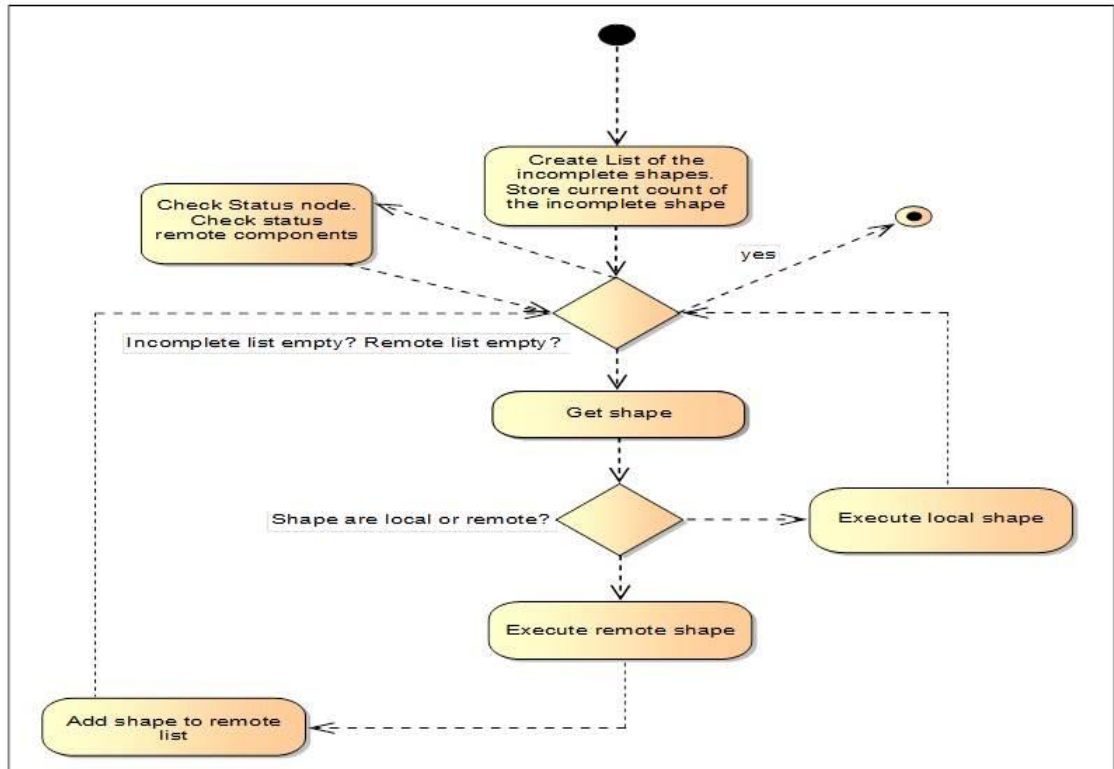 Create List of the
incomplete shapes.
Store current count of
the incomplete shape
Check Status node.
Check status
remote components
yes
Incomplete list empty? Remote list empty?
Get shape
Shape are local or remote?
Execute local shape
Execute remote shape
Add shape to remote
list